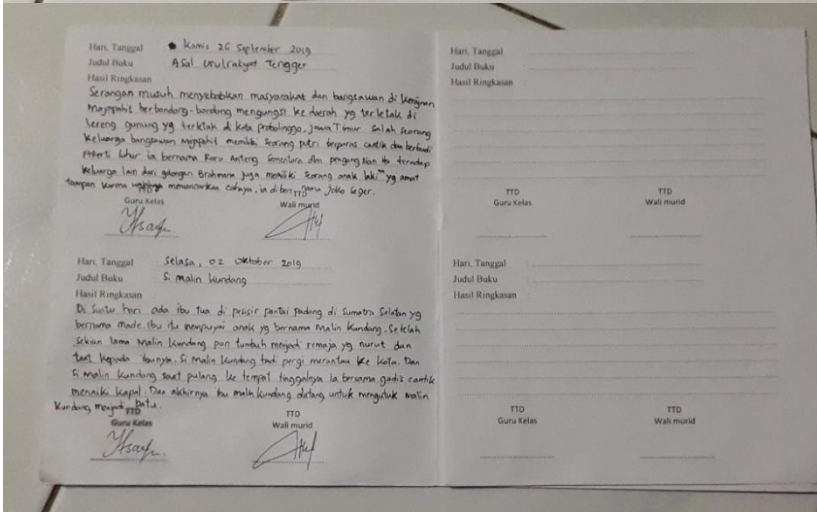 Hari, Tanggal Kamis 26 September 2019
Judul Buku Asal Usul rakyat Tengger
Hasil Ringkasan
Serangan musuh menyebabkan masyarakat dan bangsawan di Kerajaan
Majapahit berbondong-bondong mengungsi ke daerah yg terletak di
lereng gunung yg terletak di kota probolinggo, jawa Timur salah seorang
keluarga bangsawan Majapahit memiliki seorang putri berparas cantik dan berbudi
pekerti luhur ia bernama Roro Anteng sementara dlm
keluarga lain dari golongan Brahmana juga memiliki seorang anak laki" yg amat
tampan karena memancarkan cahaya, ia diberi nama Joko Seger.
TTD TTD
Guru Kelas Wali murid
Hari, Tanggal Selasa, 02 Oktober 2019
Judul Buku Si malin kundang
Hasil Ringkasan
Di suatu hari ada ibu tua di pesisir pantai padang di Sumatra Selatan yg
bernama made. Ibu itu mempunyai anak yg bernama Malin Kundang. Setelah
sekian lama Malin Kundang pun tumbuh menjadi remaja yg nurut dan
taat kepada ibunya. Si Malin Kundang tadi pergi merantau ke kota. Dan
Si malin Kundang saat pulang ke tempat tinggalnya ia bersama gadis cantik
menaiki kapal. Dan akhirnya ibu malin kundang datang untuk mengutuk malin
Kundang menjadi batu.
TTD TTD
Guru Kelas Wali murid
Hari, Tanggal :
Judul Buku :
Hasil Ringkasan :
TTD TTD
Guru Kelas Wali murid
Hari, Tanggal :
Judul Buku :
Hasil Ringkasan :
TTD TTD
Guru Kelas Wali murid